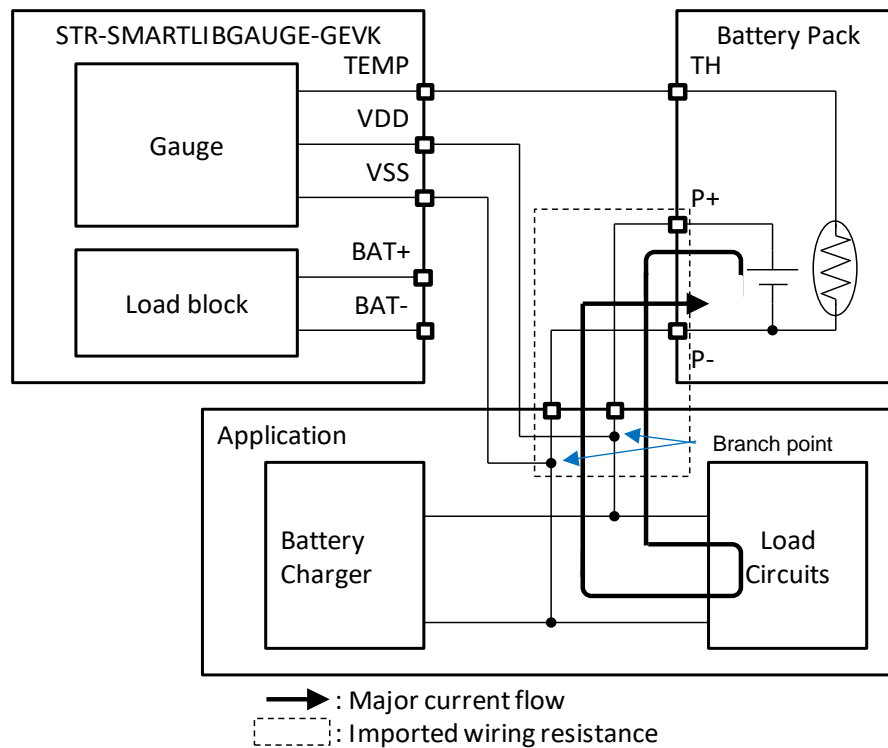 STR-SMARTLIBGAUGE-GEVK
Battery Pack
TEMP
TH
VDD
Gauge
VSS
P+
BAT+
Load block
BAT-
P-
Application
Branch point
Battery
Charger
Load
Circuits
: Major current flow
: Imported wiring resistance